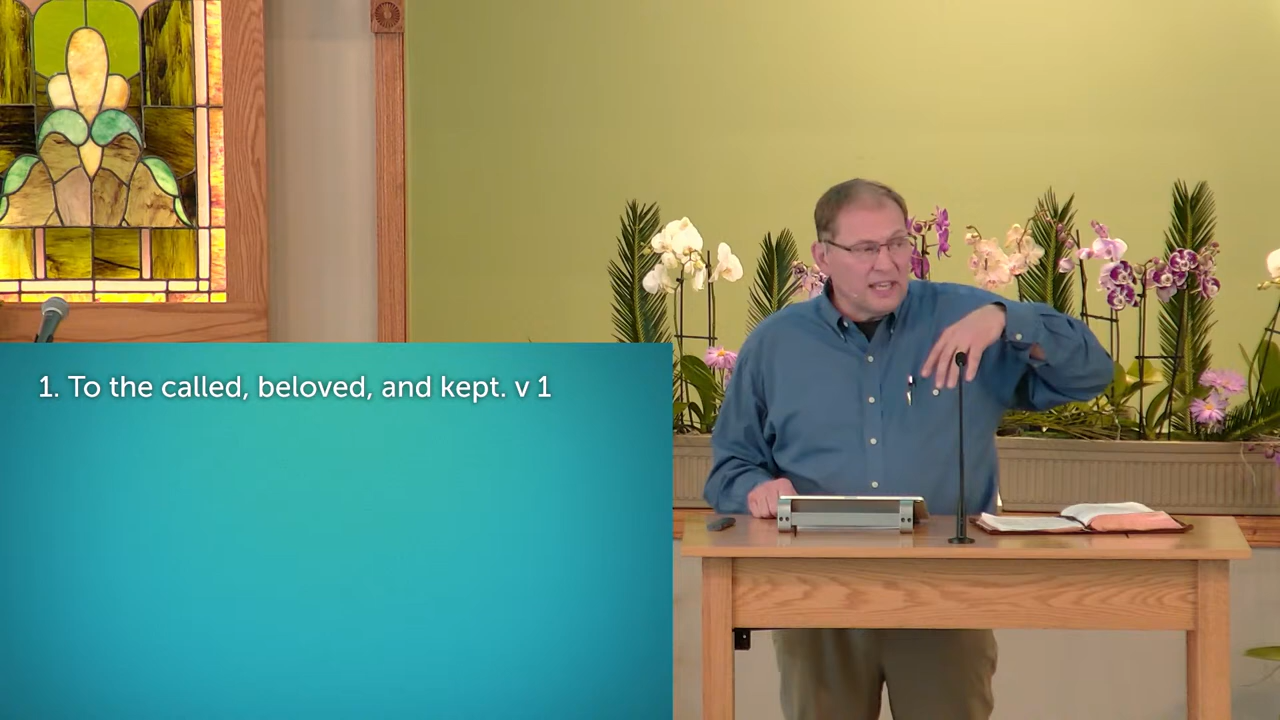 1. To the called, beloved, and kept. v 1